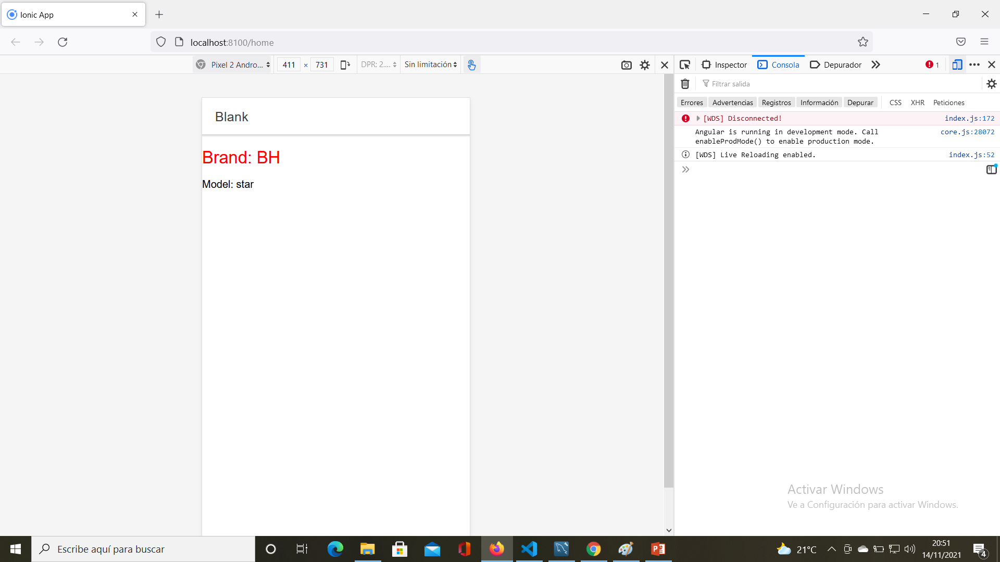 Ionic App
localhost:8100/home
Pixel 2 Andro...
411 × 731
DPR: 2....
Sin limitación
Inspector
Consola
Depurador
1
Filtrar salida
Errores
Advertencias
Registros
Información
Depurar
CSS
XHR
Peticiones
[WDS] Disconnected! index.js:172
Angular is running in development mode. Call core.js:28072
enableProdMode() to enable production mode.
[WDS] Live Reloading enabled. index.js:52
Blank
Brand: BH
Model: star
Activar Windows
Ve a Configuración para activar Windows.
Escribe aquí para buscar
21°C
20:51
14/11/2021
4